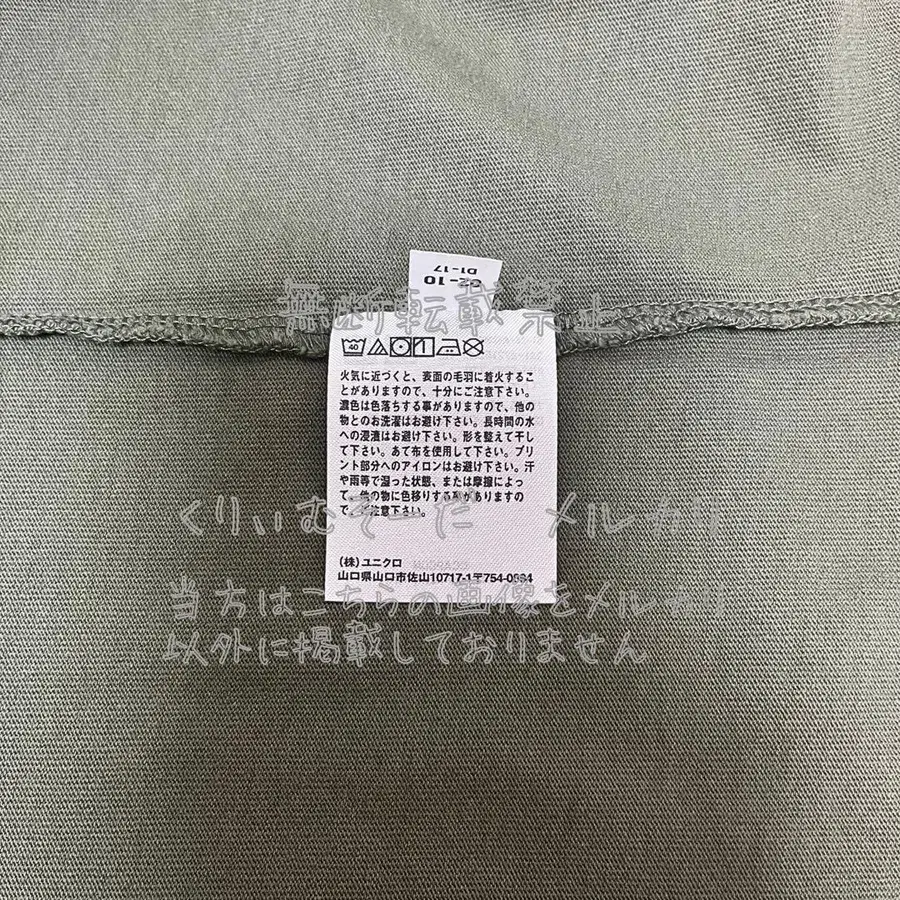 02-10
D1-17
無断転載禁止
40
火気に近づくと、表面の毛羽に着火するこ
とがありますので、十分にご注意下さい。
濃色は色落ちする事がありますので、他の
物とのお洗濯はお避け下さい。長時間の水
への浸漬はお避け下さい。形を整えて干し
て下さい。あて布を使用して下さい。プリ
ント部分へのアイロンはお避け下さい。汗
や雨等で湿った状態、または摩擦によっ
て、他の物に色移りする事がありますの
で、ご注意下さい。
くりぃむそーだ メルカリ
(株)ユニクロ
山口県山口市佐山10717-1〒754-0894
当方はこちらの画像をメルカリ
以外に掲載しておりません